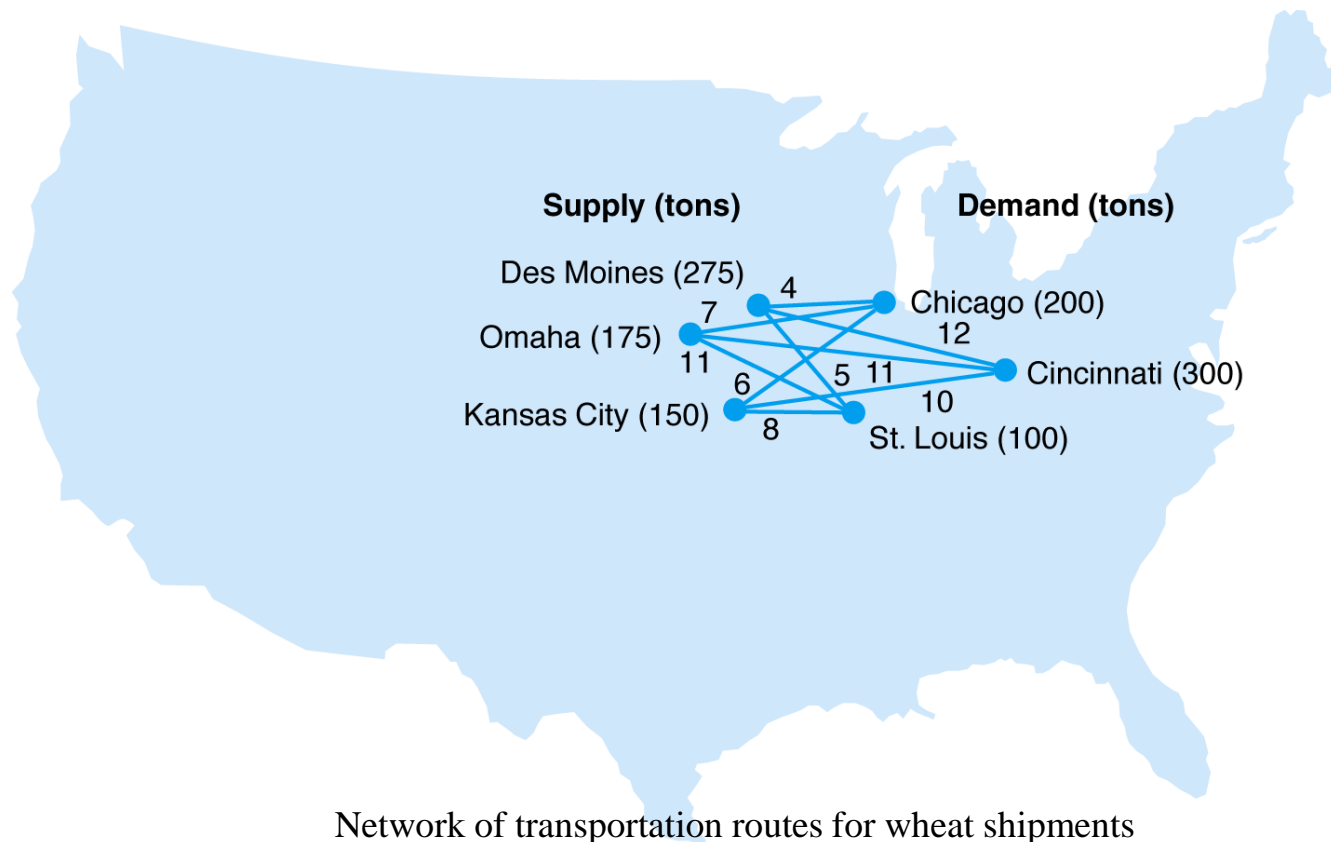 Supply (tons)
Demand (tons)
Des Moines (275)
4
Chicago (200)
7
12
Omaha (175)
11
6
5
11
Cincinnati (300)
Kansas City (150)
10
8
St. Louis (100)
Network of transportation routes for wheat shipments